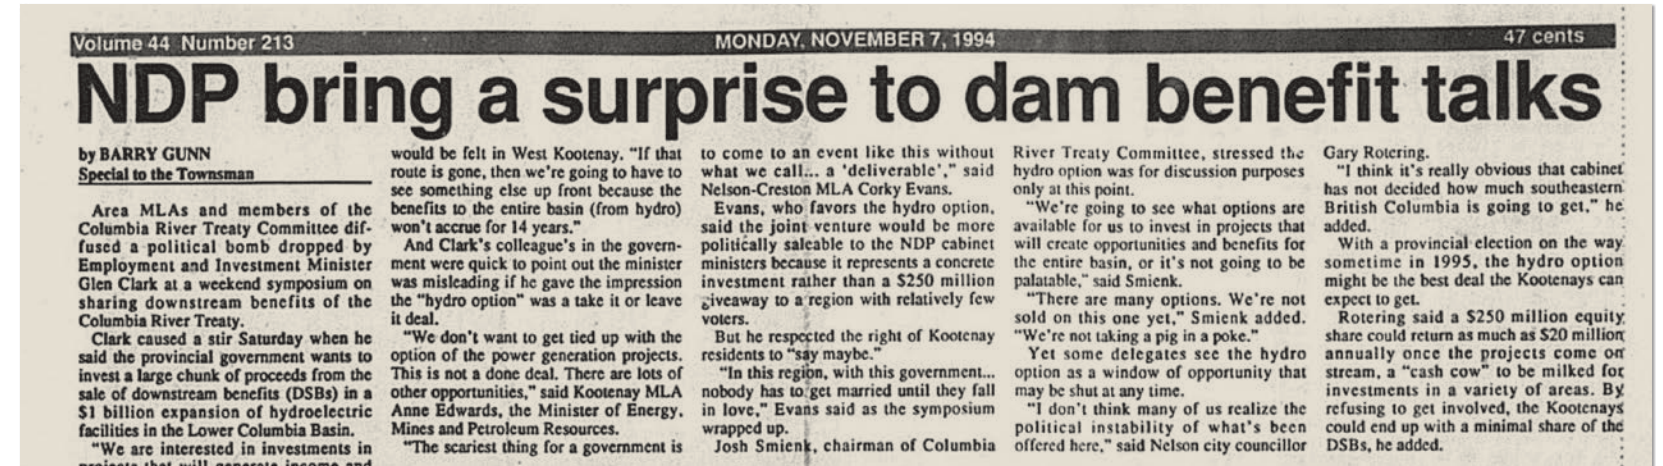 Volume 44 Number 213
MONDAY, NOVEMBER 7, 1994
47 cents
NDP bring a surprise to dam benefit talks
by BARRY GUNN
Special to the Townsman
Area MLAs and members of the
Columbia River Treaty Committee dif-
fused a political bomb dropped by
Employment and Investment Minister
Glen Clark at a weekend symposium on
sharing downstream benefits of the
Columbia River Treaty.
Clark caused a stir Saturday when he
said the provincial government wants to
invest a large chunk of proceeds from the
sale of downstream benefits (DSBs) in a
$1 billion expansion of hydroelectric
facilities in the Lower Columbia Basin.
"We are interested in investments in
projects that will generate income and
would be felt in West Kootenay. "If that
route is gone, then we're going to have to
see something else up front because the
benefits to the entire basin (from hydro)
won't accrue for 14 years."
And Clark's colleague's in the govern-
ment were quick to point out the minister
was misleading if he gave the impression
the "hydro option" was a take it or leave
it deal.
"We don't want to get tied up with the
option of the power generation projects.
This is not a done deal. There are lots of
other opportunities," said Kootenay MLA
Anne Edwards, the Minister of Energy,
Mines and Petroleum Resources.
"The scariest thing for a government is
to come to an event like this without
what we call... a 'deliverable'," said
Nelson-Creston MLA Corky Evans.
Evans, who favors the hydro option,
said the joint venture would be more
politically saleable to the NDP cabinet
ministers because it represents a concrete
investment rather than a $250 million
giveaway to a region with relatively few
voters.
But he respected the right of Kootenay
residents to "say maybe."
"In this region, with this government...
nobody has to get married until they fall
in love," Evans said as the symposium
wrapped up.
Josh Smienk, chairman of Columbia
River Treaty Committee, stressed the
hydro option was for discussion purposes
only at this point.
"We're going to see what options are
available for us to invest in projects that
will create opportunities and benefits for
the entire basin, or it's not going to be
palatable," said Smienk.
"There are many options. We're not
sold on this one yet," Smienk added.
"We're not taking a pig in a poke."
Yet some delegates see the hydro
option as a window of opportunity that
may be shut at any time.
"I don't think many of us realize the
political instability of what's been
offered here," said Nelson city councillor
Gary Rotering.
"I think it's really obvious that cabinet
has not decided how much southeastern
British Columbia is going to get," he
added.
With a provincial election on the way
sometime in 1995, the hydro option
might be the best deal the Kootenays can
expect to get.
Rotering said a $250 million equity
share could return as much as $20 million
annually once the projects come on
stream, a "cash cow" to be milked for
investments in a variety of areas. By
refusing to get involved, the Kootenays
could end up with a minimal share of the
DSBs, he added.